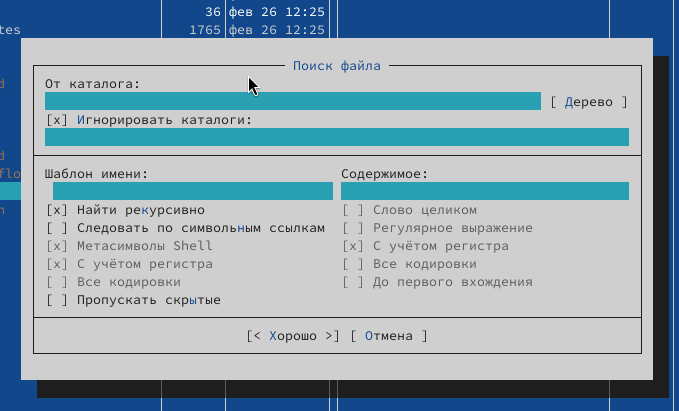 36 фев 26 12:25
tes 1765 фев 26 12:25
Поиск файла
От каталога:
[ Дерево ]
[x] Игнорировать каталоги:
Шаблон имени: Содержимое:
[x] Найти рекурсивно [ ] Слово целиком
[ ] Следовать по символьным ссылкам [ ] Регулярное выражение
[x] Метасимволы Shell [x] С учётом регистра
[x] С учётом регистра [ ] Все кодировки
[ ] Все кодировки [ ] До первого вхождения
[ ] Пропускать скрытые
[< Хорошо >] [ Отмена ]
d
d
flo